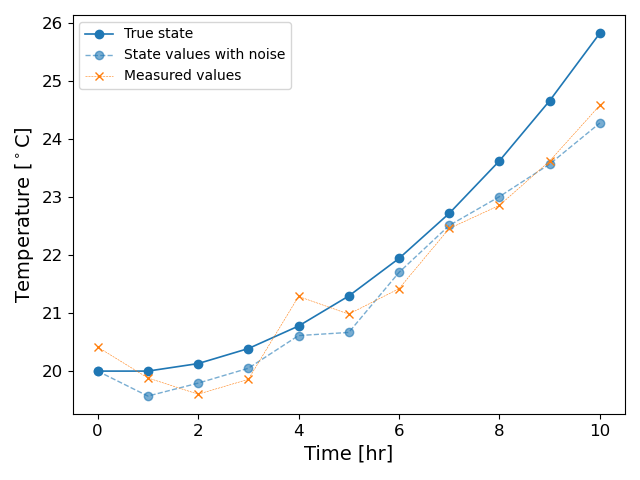 True state
State values with noise
Measured values
26
25
24
23
22
21
20
Temperature [°C]
0 2 4 6 8 10
Time [hr]